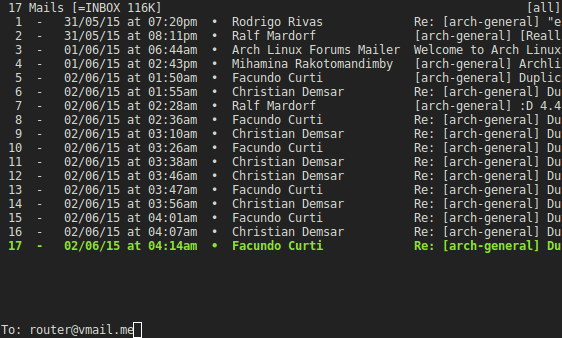 17 Mails [=INBOX 116K] [all]
1 - 31/05/15 at 07:20pm • Rodrigo Rivas Re: [arch-general] "e
2 - 31/05/15 at 08:11pm • Ralf Mardorf [arch-general] [Reall
3 - 01/06/15 at 06:44am • Arch Linux Forums Mailer Welcome to Arch Linux
4 - 01/06/15 at 02:43pm • Mihamina Rakotomandimby [arch-general] Archli
5 - 02/06/15 at 01:50am • Facundo Curti [arch-general] Duplic
6 - 02/06/15 at 01:55am • Christian Demsar Re: [arch-general] Du
7 - 02/06/15 at 02:28am • Ralf Mardorf [arch-general] :D 4.4
8 - 02/06/15 at 02:36am • Facundo Curti Re: [arch-general] Du
9 - 02/06/15 at 03:10am • Christian Demsar Re: [arch-general] Du
10 - 02/06/15 at 03:26am • Facundo Curti Re: [arch-general] Du
11 - 02/06/15 at 03:38am • Christian Demsar Re: [arch-general] Du
12 - 02/06/15 at 03:46am • Christian Demsar Re: [arch-general] Du
13 - 02/06/15 at 03:47am • Facundo Curti Re: [arch-general] Du
14 - 02/06/15 at 03:56am • Christian Demsar Re: [arch-general] Du
15 - 02/06/15 at 04:01am • Facundo Curti Re: [arch-general] Du
16 - 02/06/15 at 04:07am • Christian Demsar Re: [arch-general] Du
17 - 02/06/15 at 04:14am • Facundo Curti Re: [arch-general] Du
To: router@vmail.me